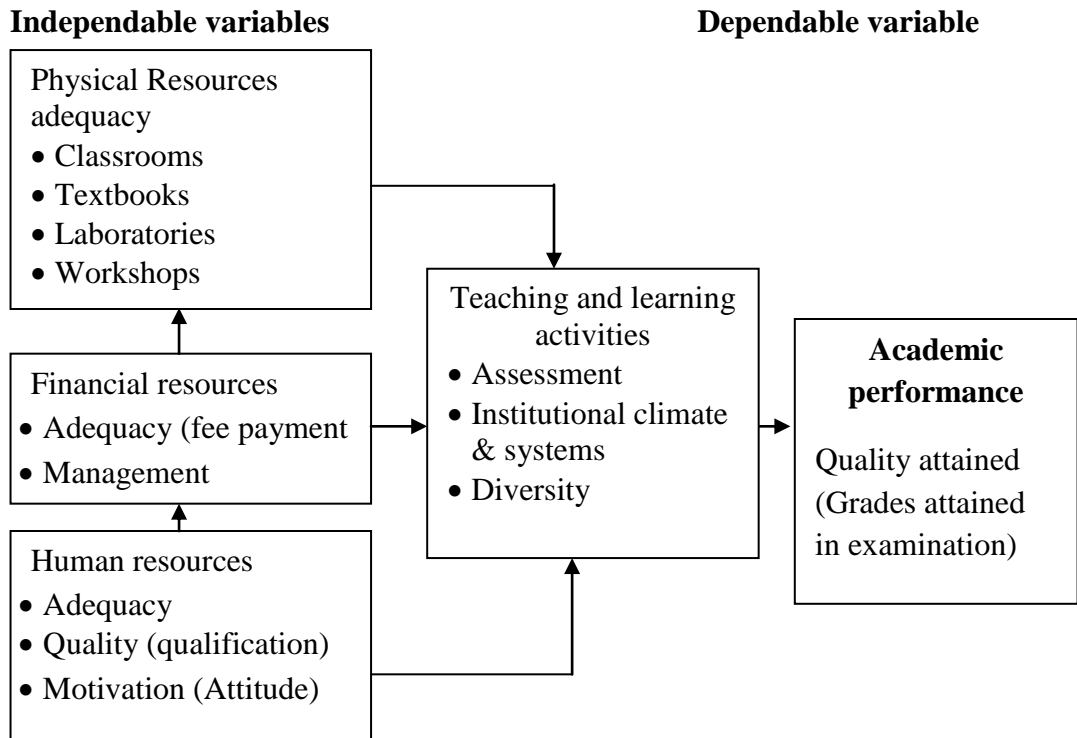 Independable variables
Dependable variable
Physical Resources
adequacy
• Classrooms
• Textbooks
• Laboratories
• Workshops
Financial resources
• Adequacy (fee payment
• Management
Human resources
• Adequacy
• Quality (qualification)
• Motivation (Attitude)
Teaching and learning
activities
• Assessment
• Institutional climate
& systems
• Diversity
Academic
performance
Quality attained
(Grades attained
in examination)